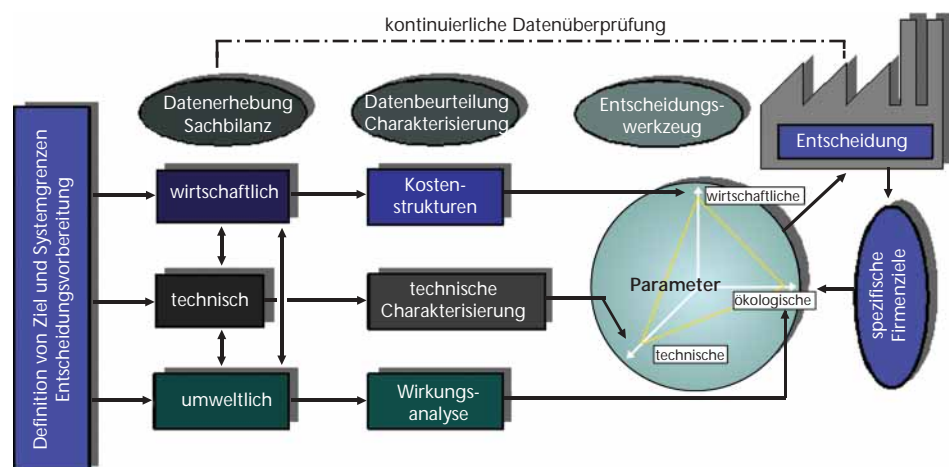 kontinuierliche Datenüberprüfung
Datenerhebung
Sachbilanz
Datenbeurteilung
Charakterisierung
Entscheidungs-
werkzeug
Entscheidung
Definition von Ziel und Systemgrenzen
Entscheidungsvorbereitung
wirtschaftlich
Kosten-
strukturen
wirtschaftliche
technisch
technische
Charakterisierung
Parameter
ökologische
technische
spezifische
Firmenziele
umweltlich
Wirkungs-
analyse